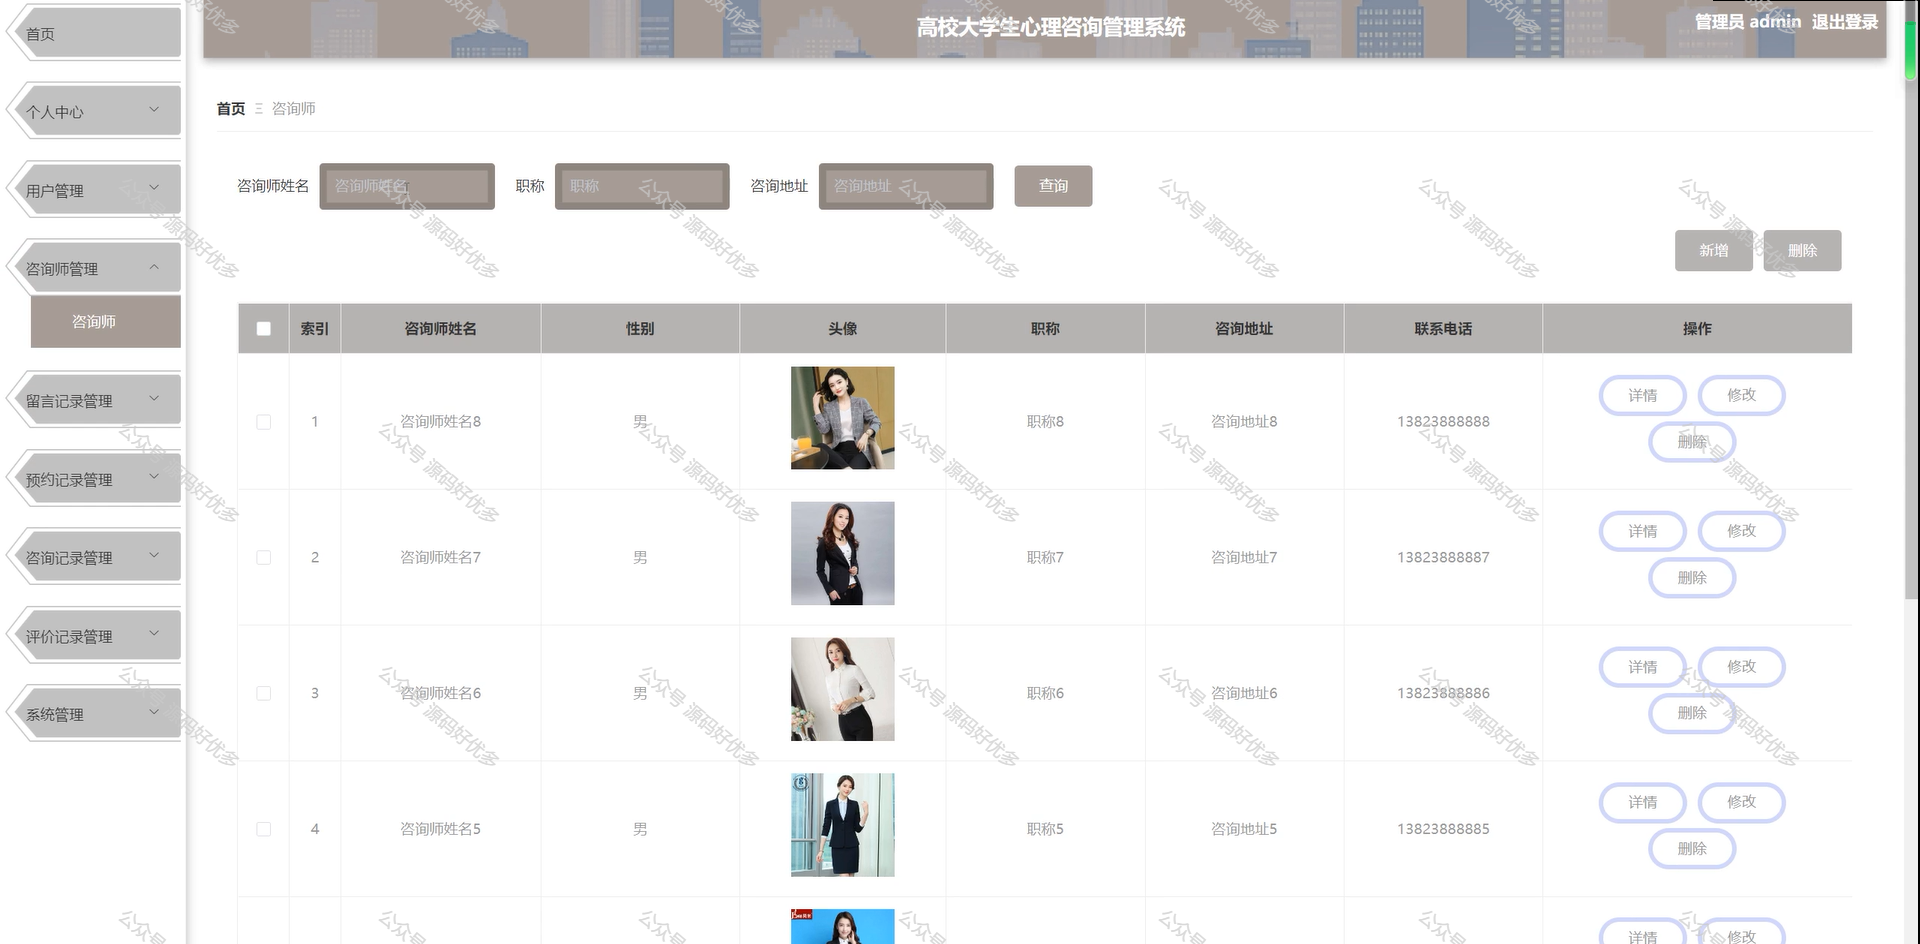 高校大学生心理咨询管理系统
管理员 admin 退出登录
首页
个人中心
用户管理
咨询师管理
咨询师
留言记录管理
预约记录管理
咨询记录管理
评价记录管理
系统管理
首页 Ξ 咨询师
咨询师姓名 咨询师姓名 职称 职称 咨询地址 咨询地址 查询
新增 删除
索引 咨询师姓名 性别 头像 职称 咨询地址 联系电话 操作
1 咨询师姓名8 男 职称8 咨询地址8 13823888888 详情 修改
删除
2 咨询师姓名7 男 职称7 咨询地址7 13823888887 详情 修改
删除
3 咨询师姓名6 男 职称6 咨询地址6 13823888886 详情 修改
删除
4 咨询师姓名5 男 职称5 咨询地址5 13823888885 详情 修改
删除
详情 修改
公众号 源码好优多